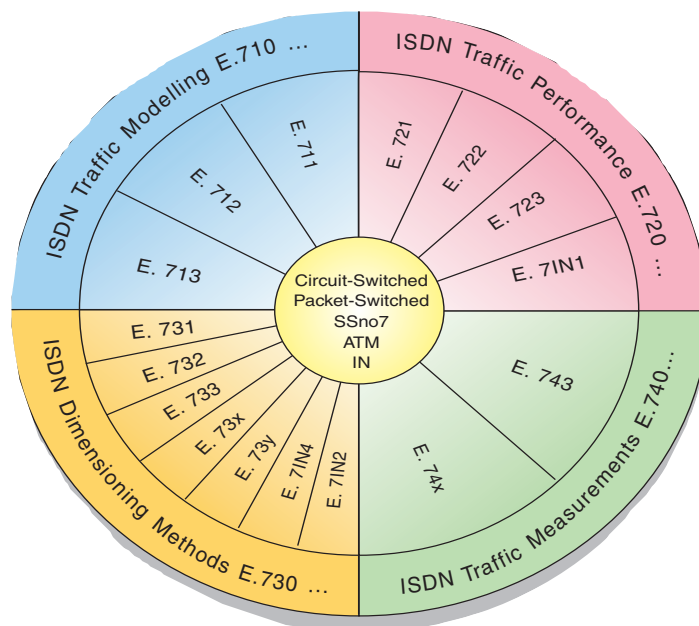 ISDN Traffic Modelling E.710 ...
E. 711
E. 712
E. 713
ISDN Traffic Performance E.720 ...
E. 721
E. 722
E. 723
E. 7IN1
Circuit-Switched
Packet-Switched
SSno7
ATM
IN
ISDN Dimensioning Methods E.730 ...
E. 731
E. 732
E. 733
E. 73x
E. 73y
E. 7IN4
E. 7IN2
ISDN Traffic Measurements E.740...
E. 743
E. 74x